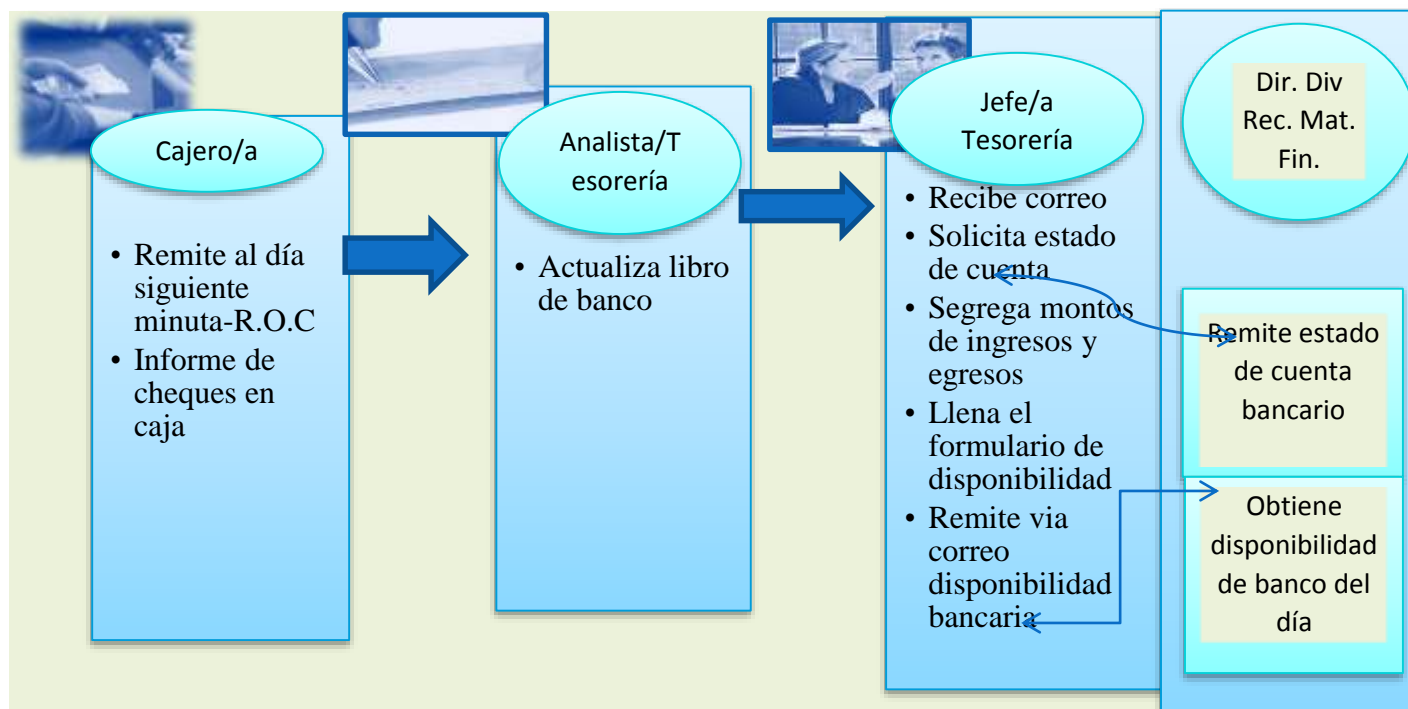 Cajero/a
• Remite al día
siguiente
minuta-R.O.C
• Informe de
cheques en
caja
Analista/T
esorería
• Actualiza libro
de banco
Jefe/a
Tesorería
• Recibe correo
• Solicita estado
de cuenta
• Segrega montos
de ingresos y
egresos
• Llena el
formulario de
disponibilidad
• Remite via
correo
disponibilidad
bancaria
Dir. Div
Rec. Mat.
Fin.
Remite estado
de cuenta
bancario
Obtiene
disponibilidad
de banco del
día